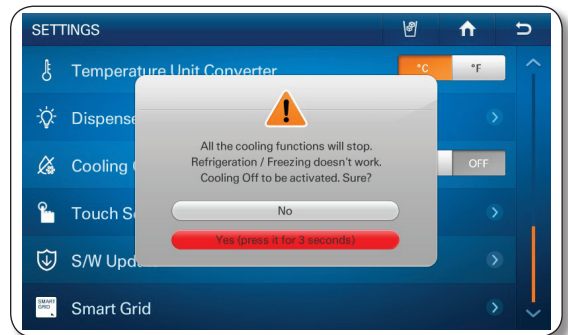 SETTINGS
Temperature Unit Converter
°C
°F
Dispense
All the cooling functions will stop.
Refrigeration / Freezing doesn't work.
Cooling Off to be activated. Sure?
Cooling
OFF
No
Touch S
Yes (press it for 3 seconds)
S/W Upd
SMART
GRID
Smart Grid